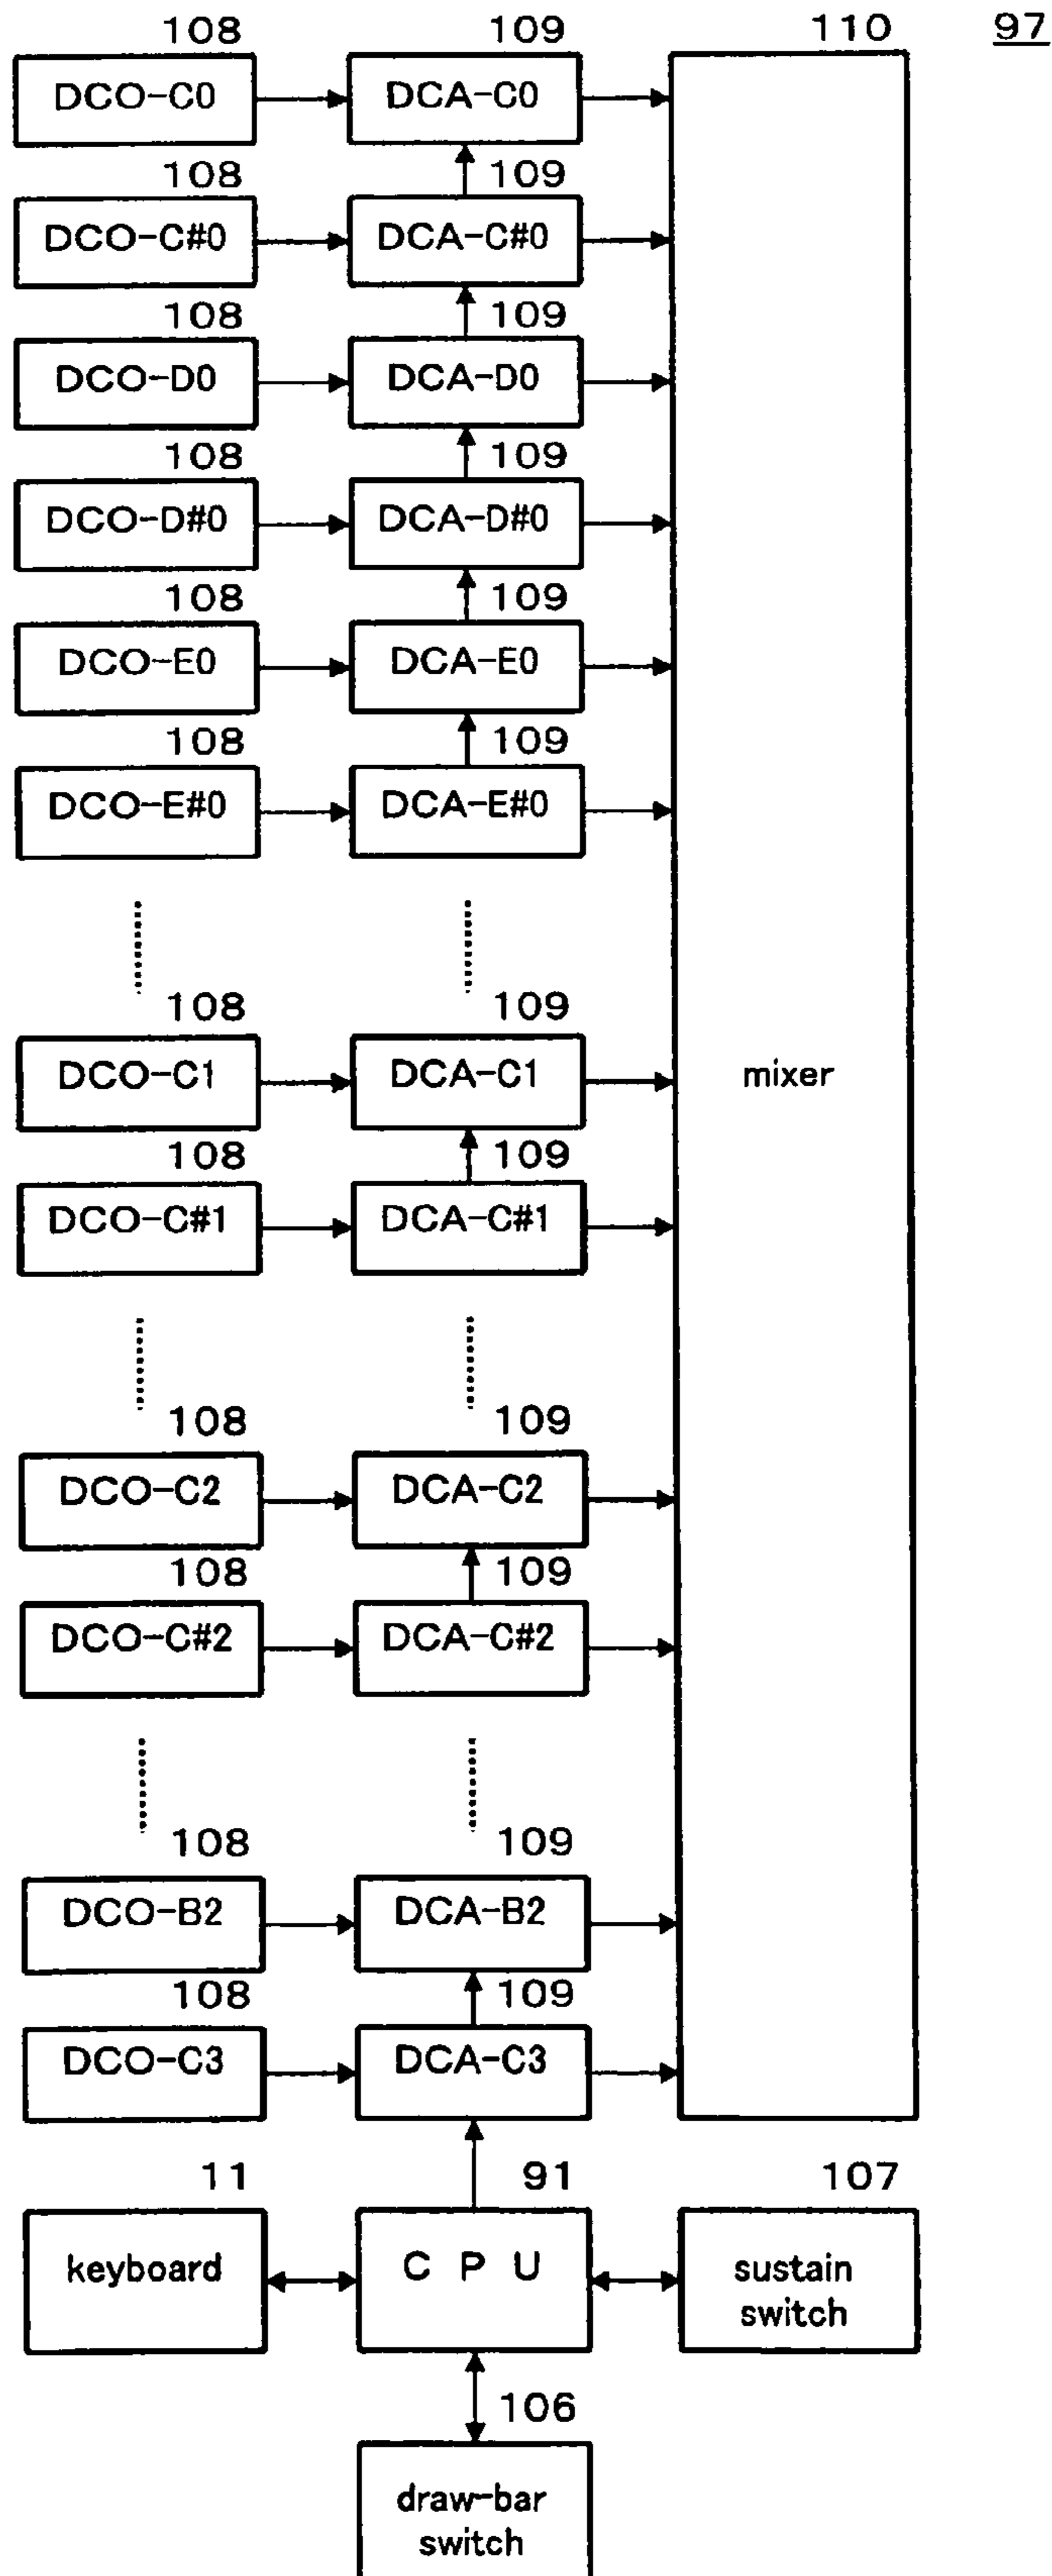 108 109 110 97
DCO-C0 DCA-C0
108 109
DCO-C#0 DCA-C#0
108 109
DCO-D0 DCA-D0
108 109
DCO-D#0 DCA-D#0
108 109
DCO-E0 DCA-E0
108 109
DCO-E#0 DCA-E#0
108 109
DCO-C1 DCA-C1 mixer
108 109
DCO-C#1 DCA-C#1
108 109
DCO-C2 DCA-C2
108 109
DCO-C#2 DCA-C#2
108 109
DCO-B2 DCA-B2
108 109
DCO-C3 DCA-C3
11 91 107
keyboard C P U sustain
switch
106
draw-bar
switch